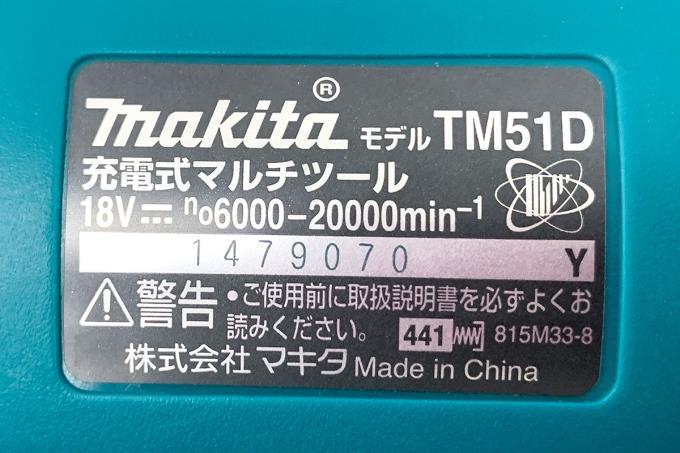 makita® モデル TM51D
充電式マルチツール
18V⎓ no6000-20000min-1
1479070 Y
警告 •ご使用前に取扱説明書を必ずよくお
読みください。 441 815M33-8
株式会社 マキタ Made in China